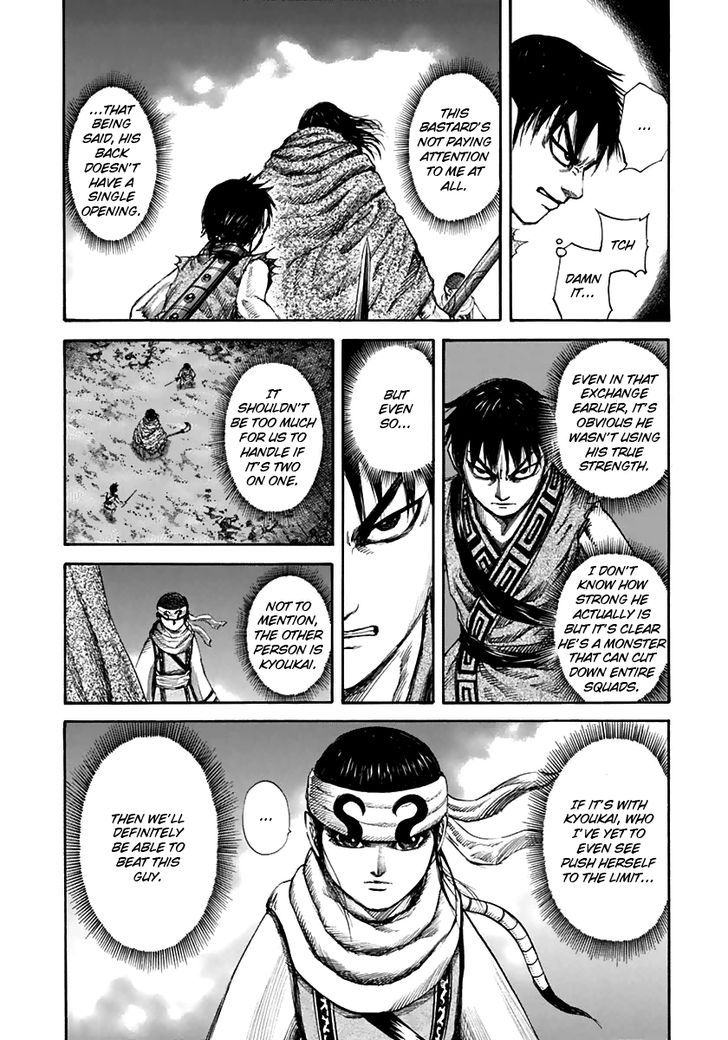 ...
TCH
DAMN
IT...
THIS
BASTARD'S
NOT PAYING
ATTENTION
TO ME AT
ALL.
...THAT
BEING
SAID, HIS
BACK
DOESN'T
HAVE A
SINGLE
OPENING.
EVEN IN THAT
EXCHANGE
EARLIER, IT'S
OBVIOUS HE
WASN'T USING
HIS TRUE
STRENGTH.
I DON'T
KNOW HOW
STRONG HE
ACTUALLY IS
BUT IT'S CLEAR
HE'S A MONSTER
THAT CAN CUT
DOWN ENTIRE
SQUADS.
BUT
EVEN
SO...
IT
SHOULDN'T
BE TOO MUCH
FOR US TO
HANDLE IF
IT'S TWO
ON ONE.
NOT TO
MENTION,
THE OTHER
PERSON IS
KYOUKAI.
IF IT'S WITH
KYOUKAI, WHO
I'VE YET TO
EVEN SEE
PUSH HERSELF
TO THE LIMIT...
...
THEN WE'LL
DEFINITELY
BE ABLE TO
BEAT THIS
GUY.